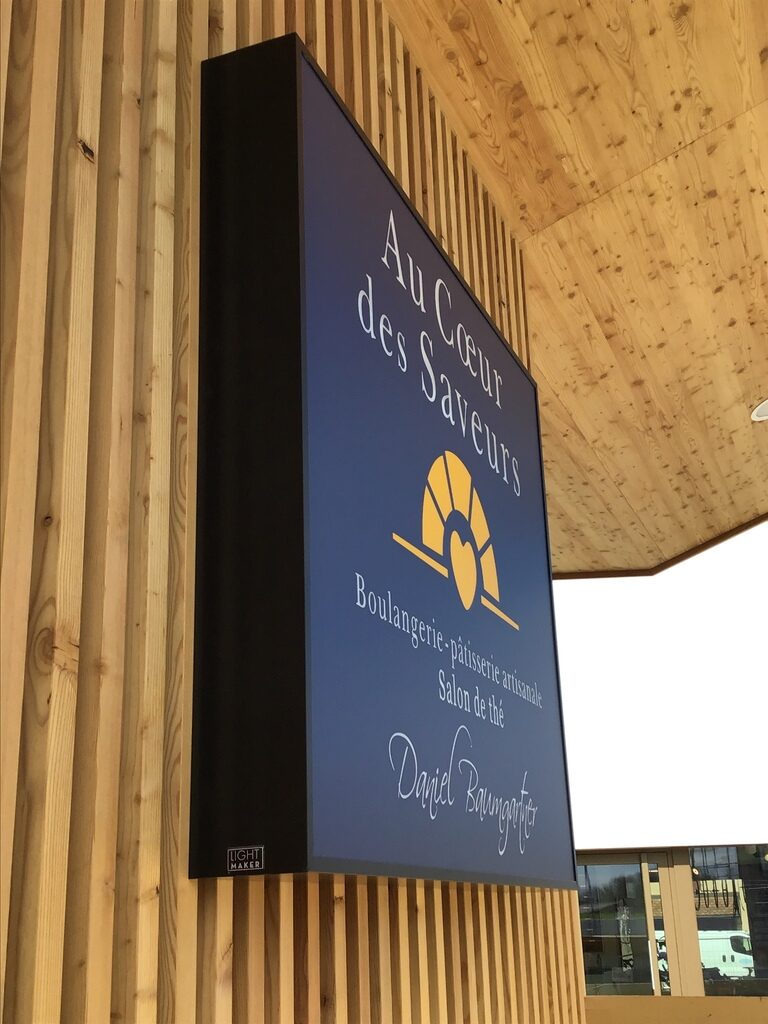 Au Cœur
des Saveurs
Boulangerie-pâtisserie artisanale
Salon de thé
Daniel Baumgartner
LIGHT
MAKER